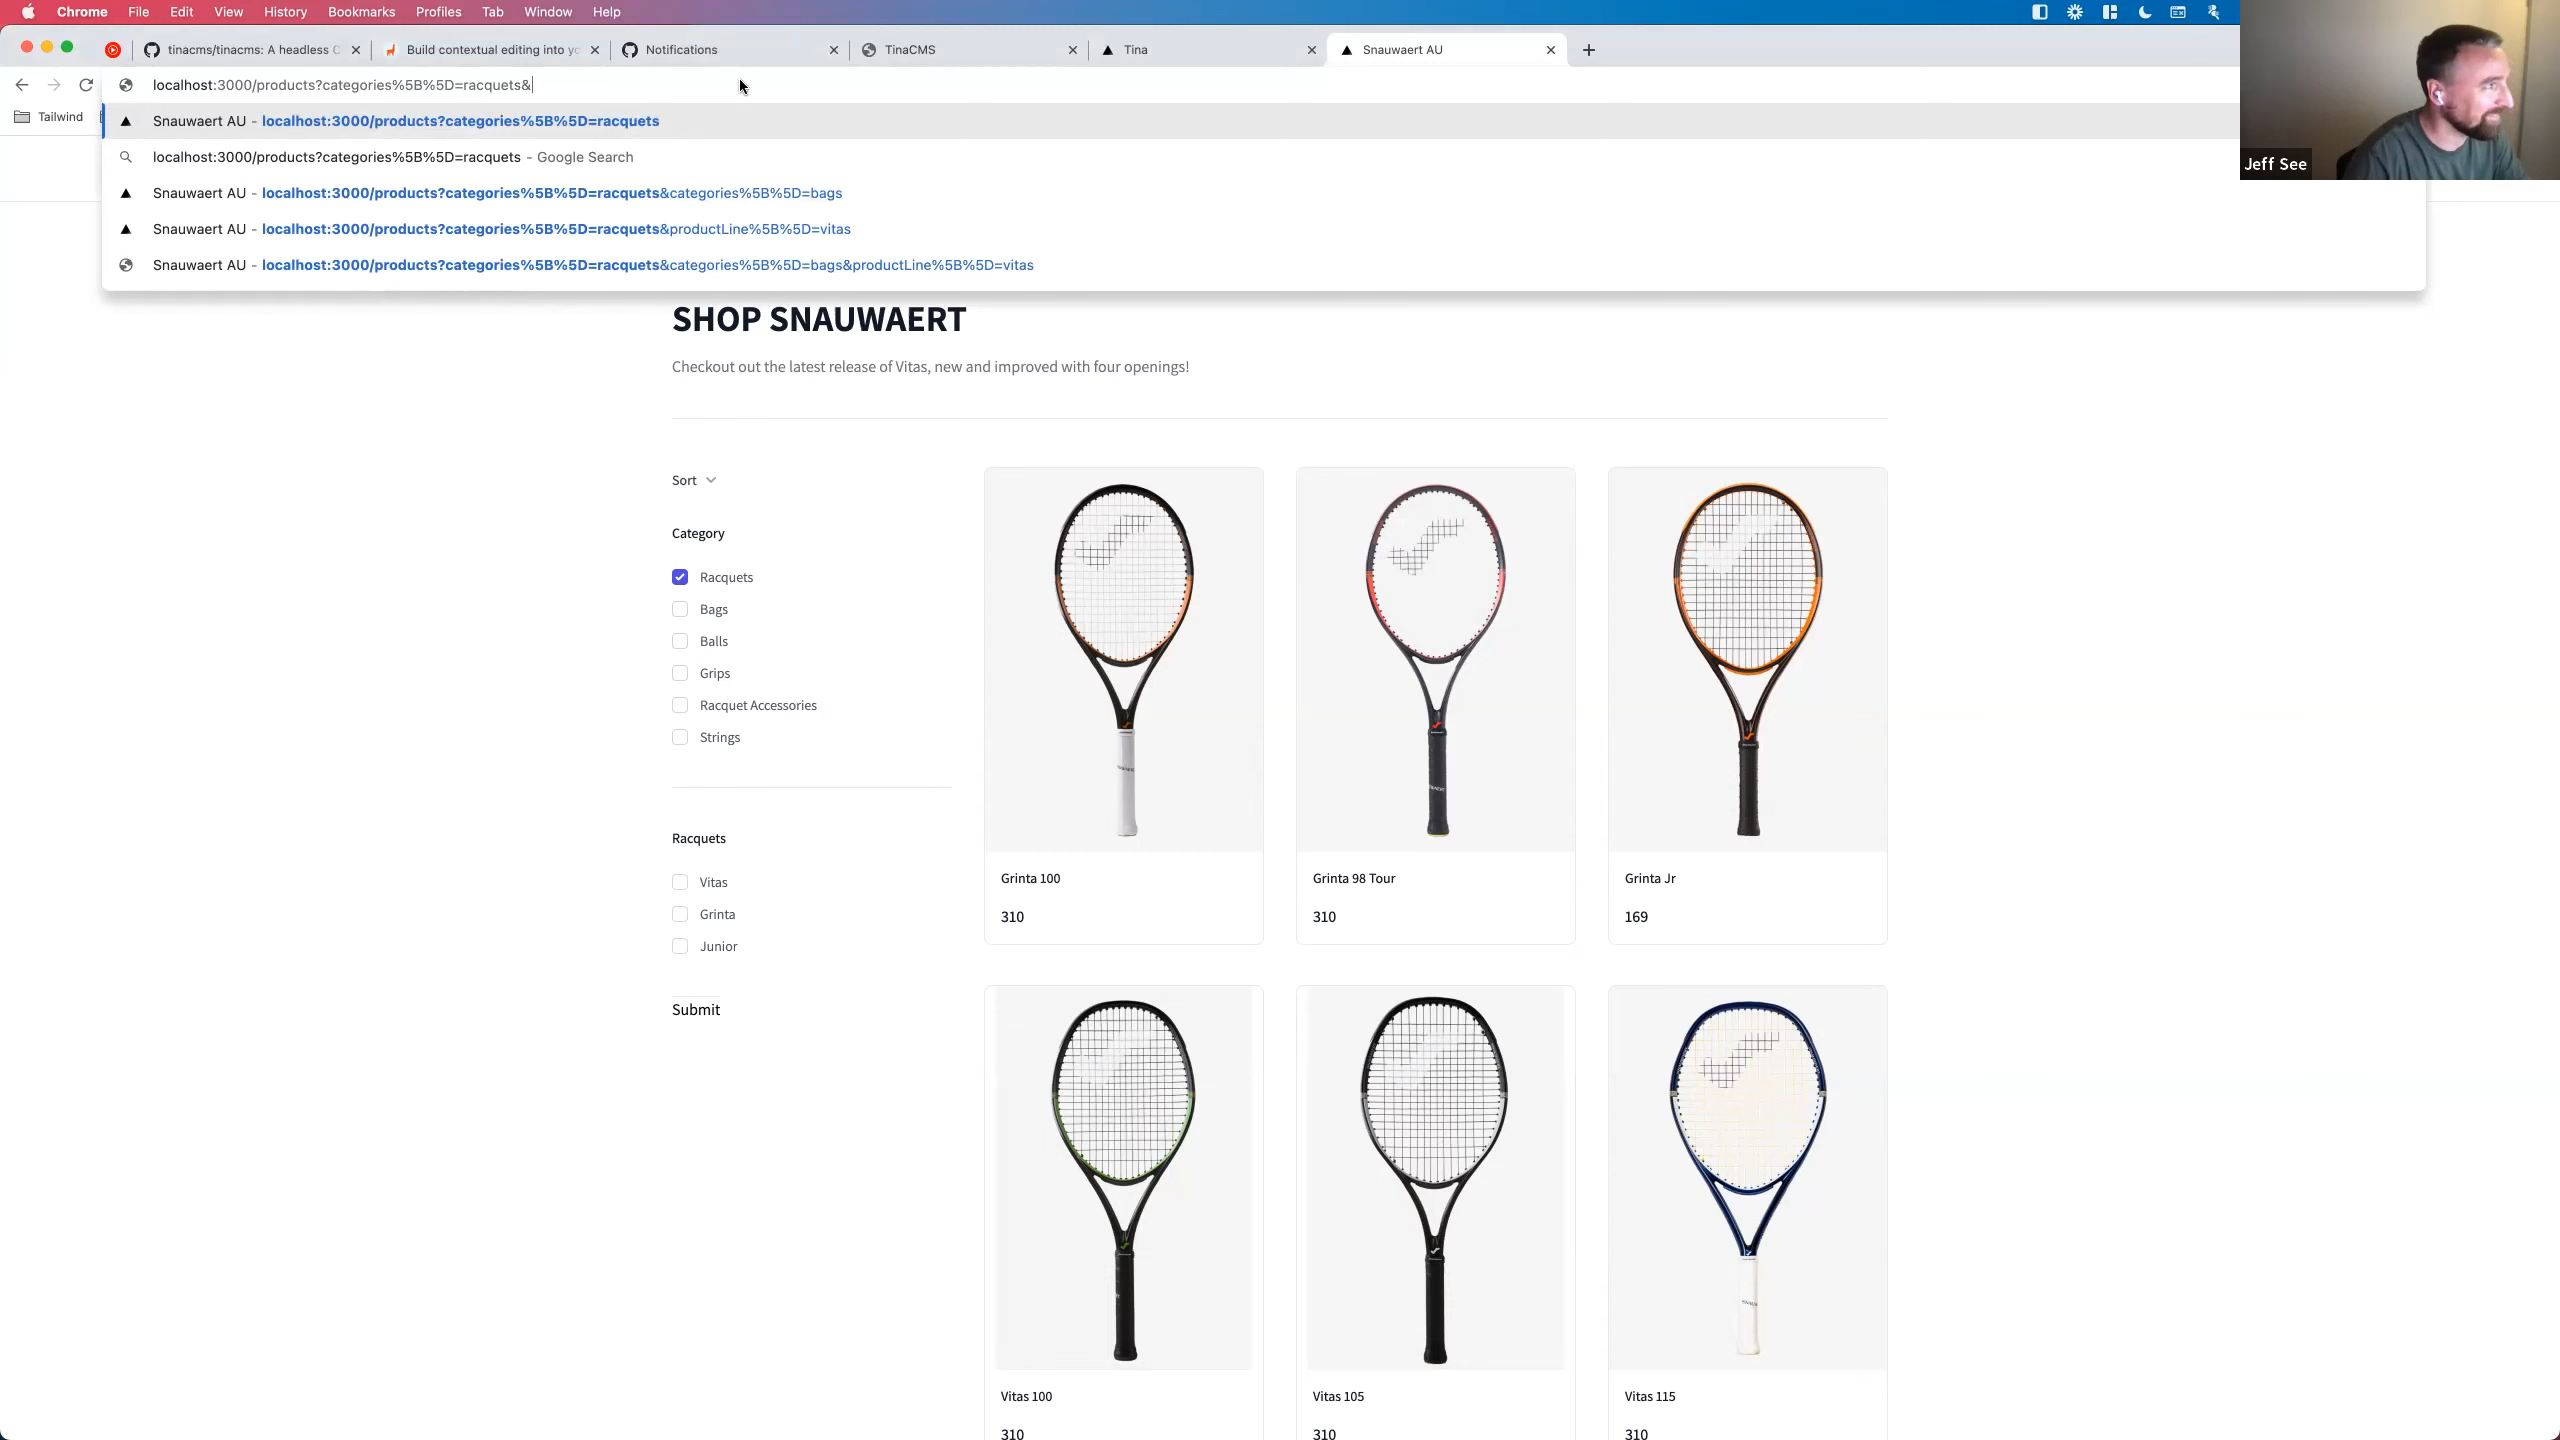 Chrome File Edit View History Bookmarks Profiles Tab Window Help
tinacms/tinacms: A headless C
Build contextual editing into yo
Notifications
TinaCMS
Tina
Snauwaert AU
localhost:3000/products?categories%5B%5D=racquets&
Tailwind
Snauwaert AU - localhost:3000/products?categories%5B%5D=racquets
localhost:3000/products?categories%5B%5D=racquets - Google Search
Snauwaert AU - localhost:3000/products?categories%5B%5D=racquets&categories%5B%5D=bags
Snauwaert AU - localhost:3000/products?categories%5B%5D=racquets&productLine%5B%5D=vitas
Snauwaert AU - localhost:3000/products?categories%5B%5D=racquets&categories%5B%5D=bags&productLine%5B%5D=vitas
Jeff See
SHOP SNAUWAERT
Checkout out the latest release of Vitas, new and improved with four openings!
Sort
Category
Racquets
Bags
Balls
Grips
Racquet Accessories
Strings
Racquets
Vitas
Grinta
Junior
Submit
Grinta 100
310
Grinta 98 Tour
310
Grinta Jr
169
Vitas 100
310
Vitas 105
310
Vitas 115
310